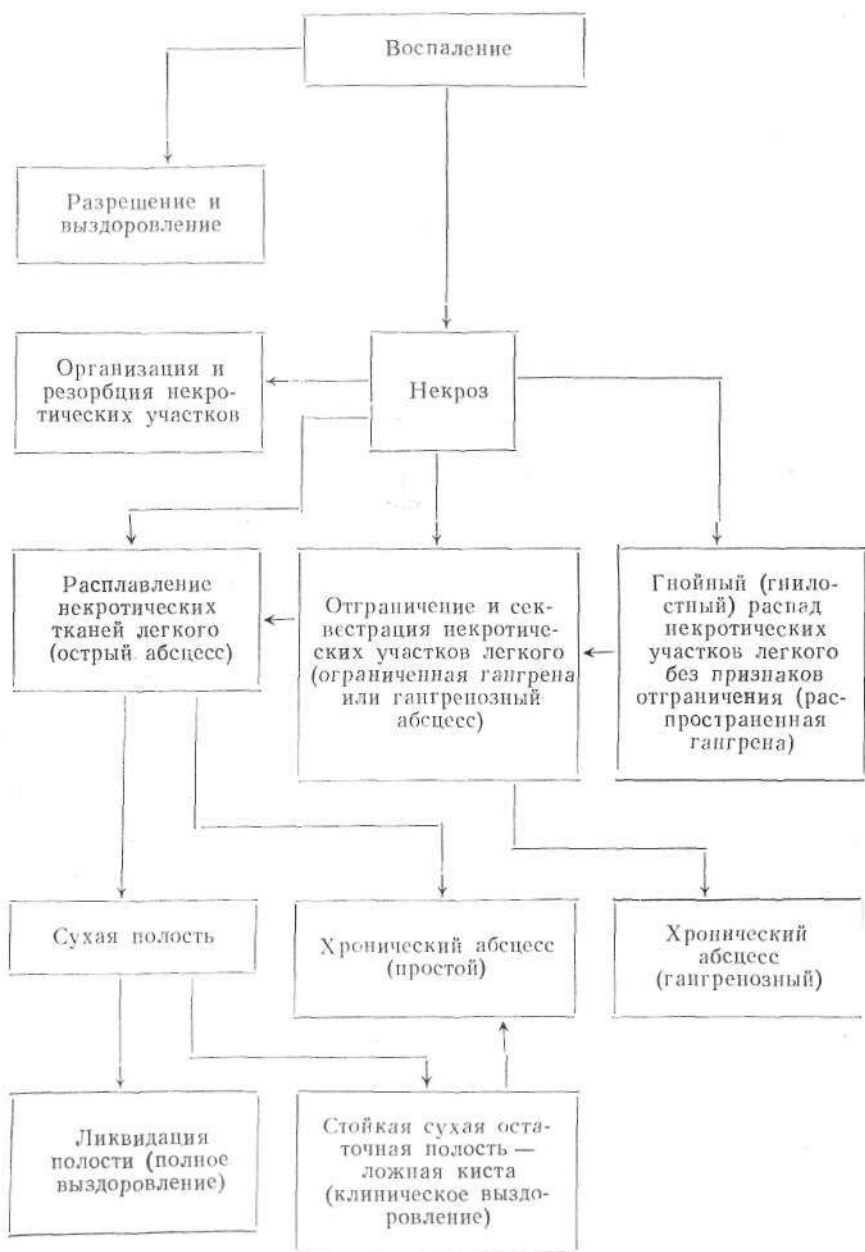 Воспаление
Разрешение и
выздоровление
Организация и
резорбция некро-
тических участков
Некроз
Расплавление
некротических
тканей легкого
(острый абсцесс)
Отграничение и сек-
вестрация некротиче-
ских участков легкого
(ограниченная гангрена
или гангренозный
абсцесс)
Гнойный (гнило-
стный) распад
некротических
участков легкого
без признаков
отграничения (рас-
пространенная
гангрена)
Сухая полость
Хронический абсцесс
(простой)
Хронический
абсцесс
(гангренозный)
Ликвидация
полости (полное
выздоровление)
Стойкая сухая оста-
точная полость —
ложная киста
(клиническое выздо-
ровление)